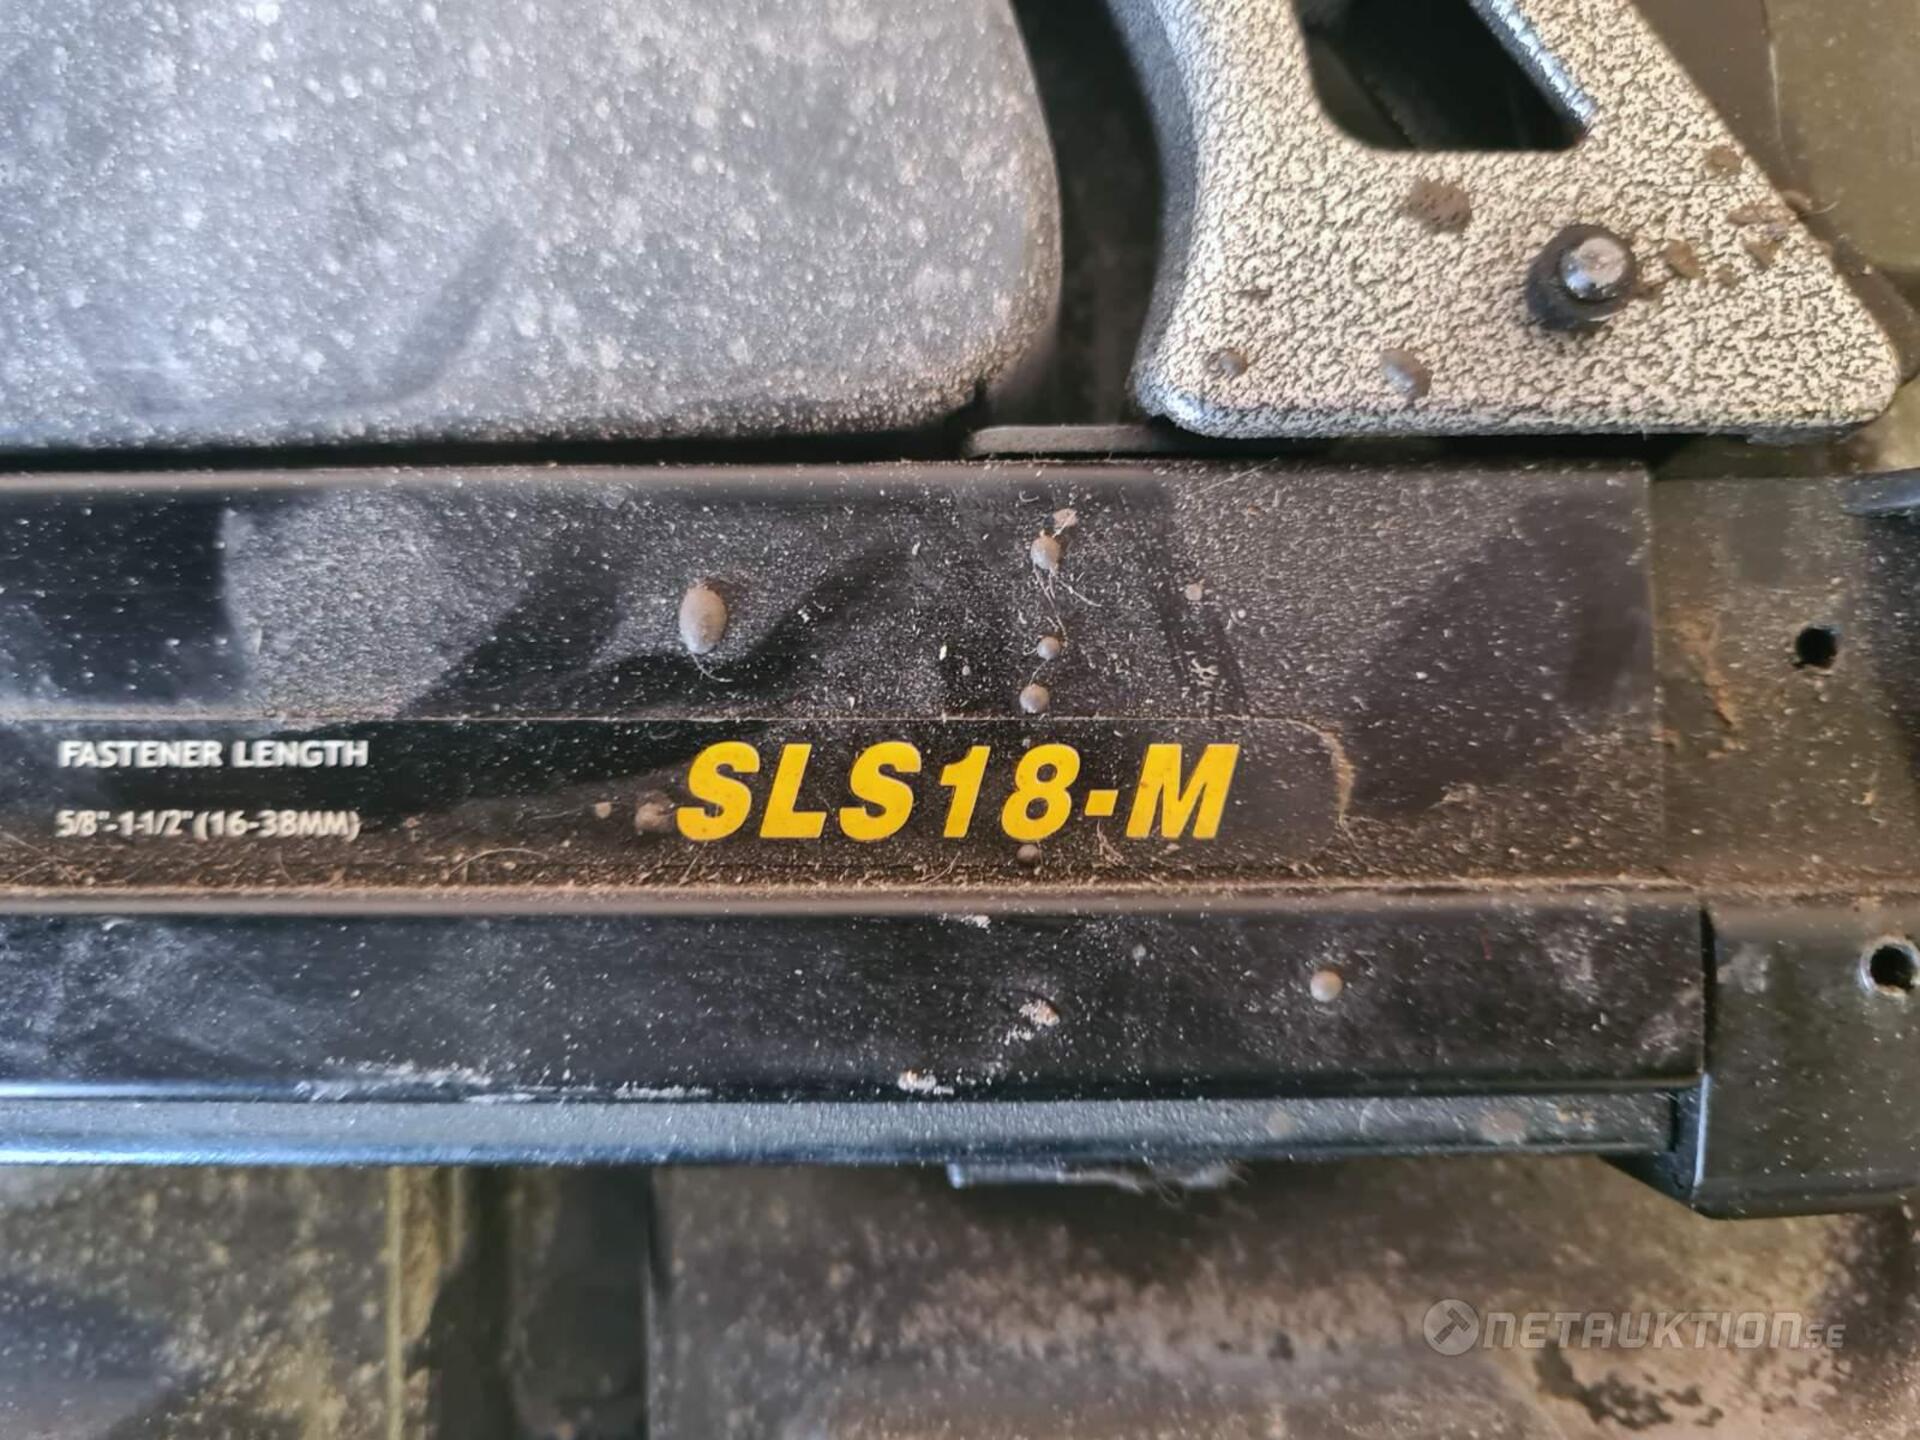 FASTENER LENGTH
5/8"-1-1/2" (16-38MM)
SLS18-M
NETAUKTION.SE